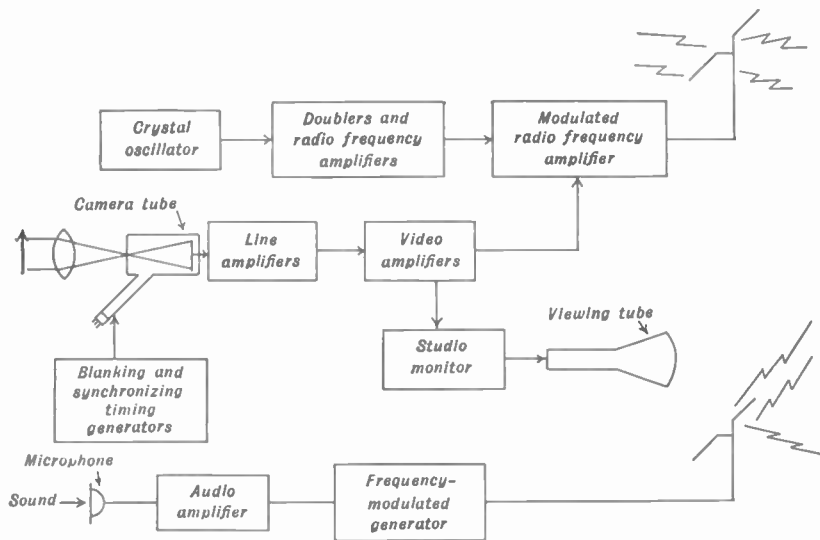 Crystal
oscillator
Doublers and
radio frequency
amplifiers
Modulated
radio frequency
amplifier
Camera tube
Line
amplifiers
Video
amplifiers
Viewing tube
Studio
monitor
Blanking and
synchronizing
timing
generators
Microphone
Sound
Audio
amplifier
Frequency-
modulated
generator